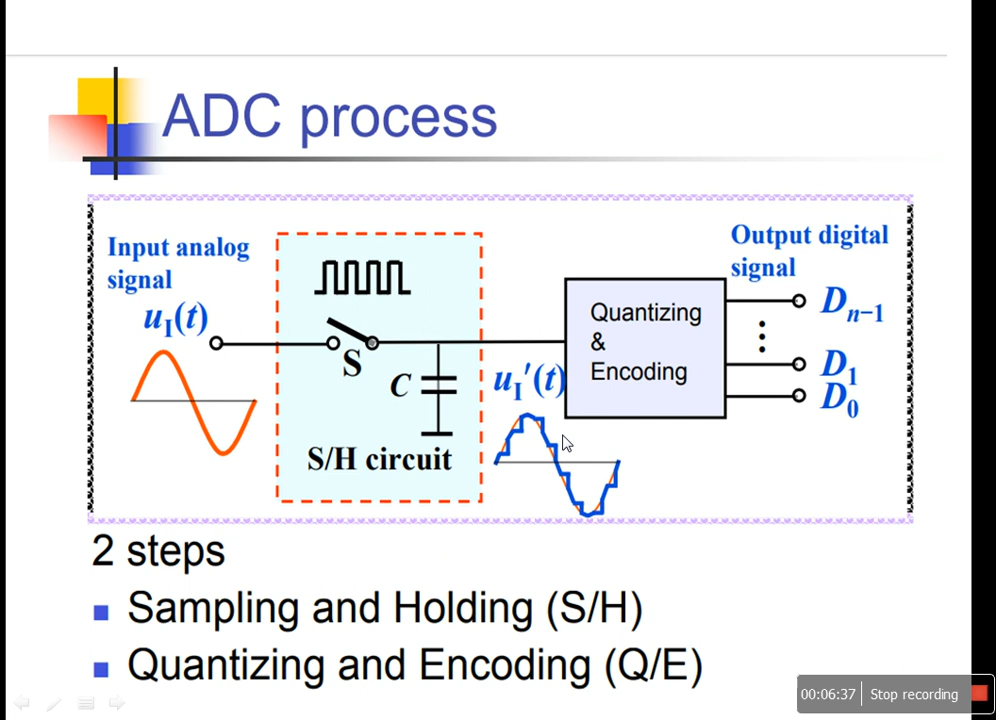 ADC process
Input analog
signal
uI(t)
S
C
S/H circuit
uI'(t)
Quantizing
&
Encoding
Output digital
signal
Dn−1
⋮
D1
D0
2 steps
Sampling and Holding (S/H)
Quantizing and Encoding (Q/E)
00:06:37 Stop recording